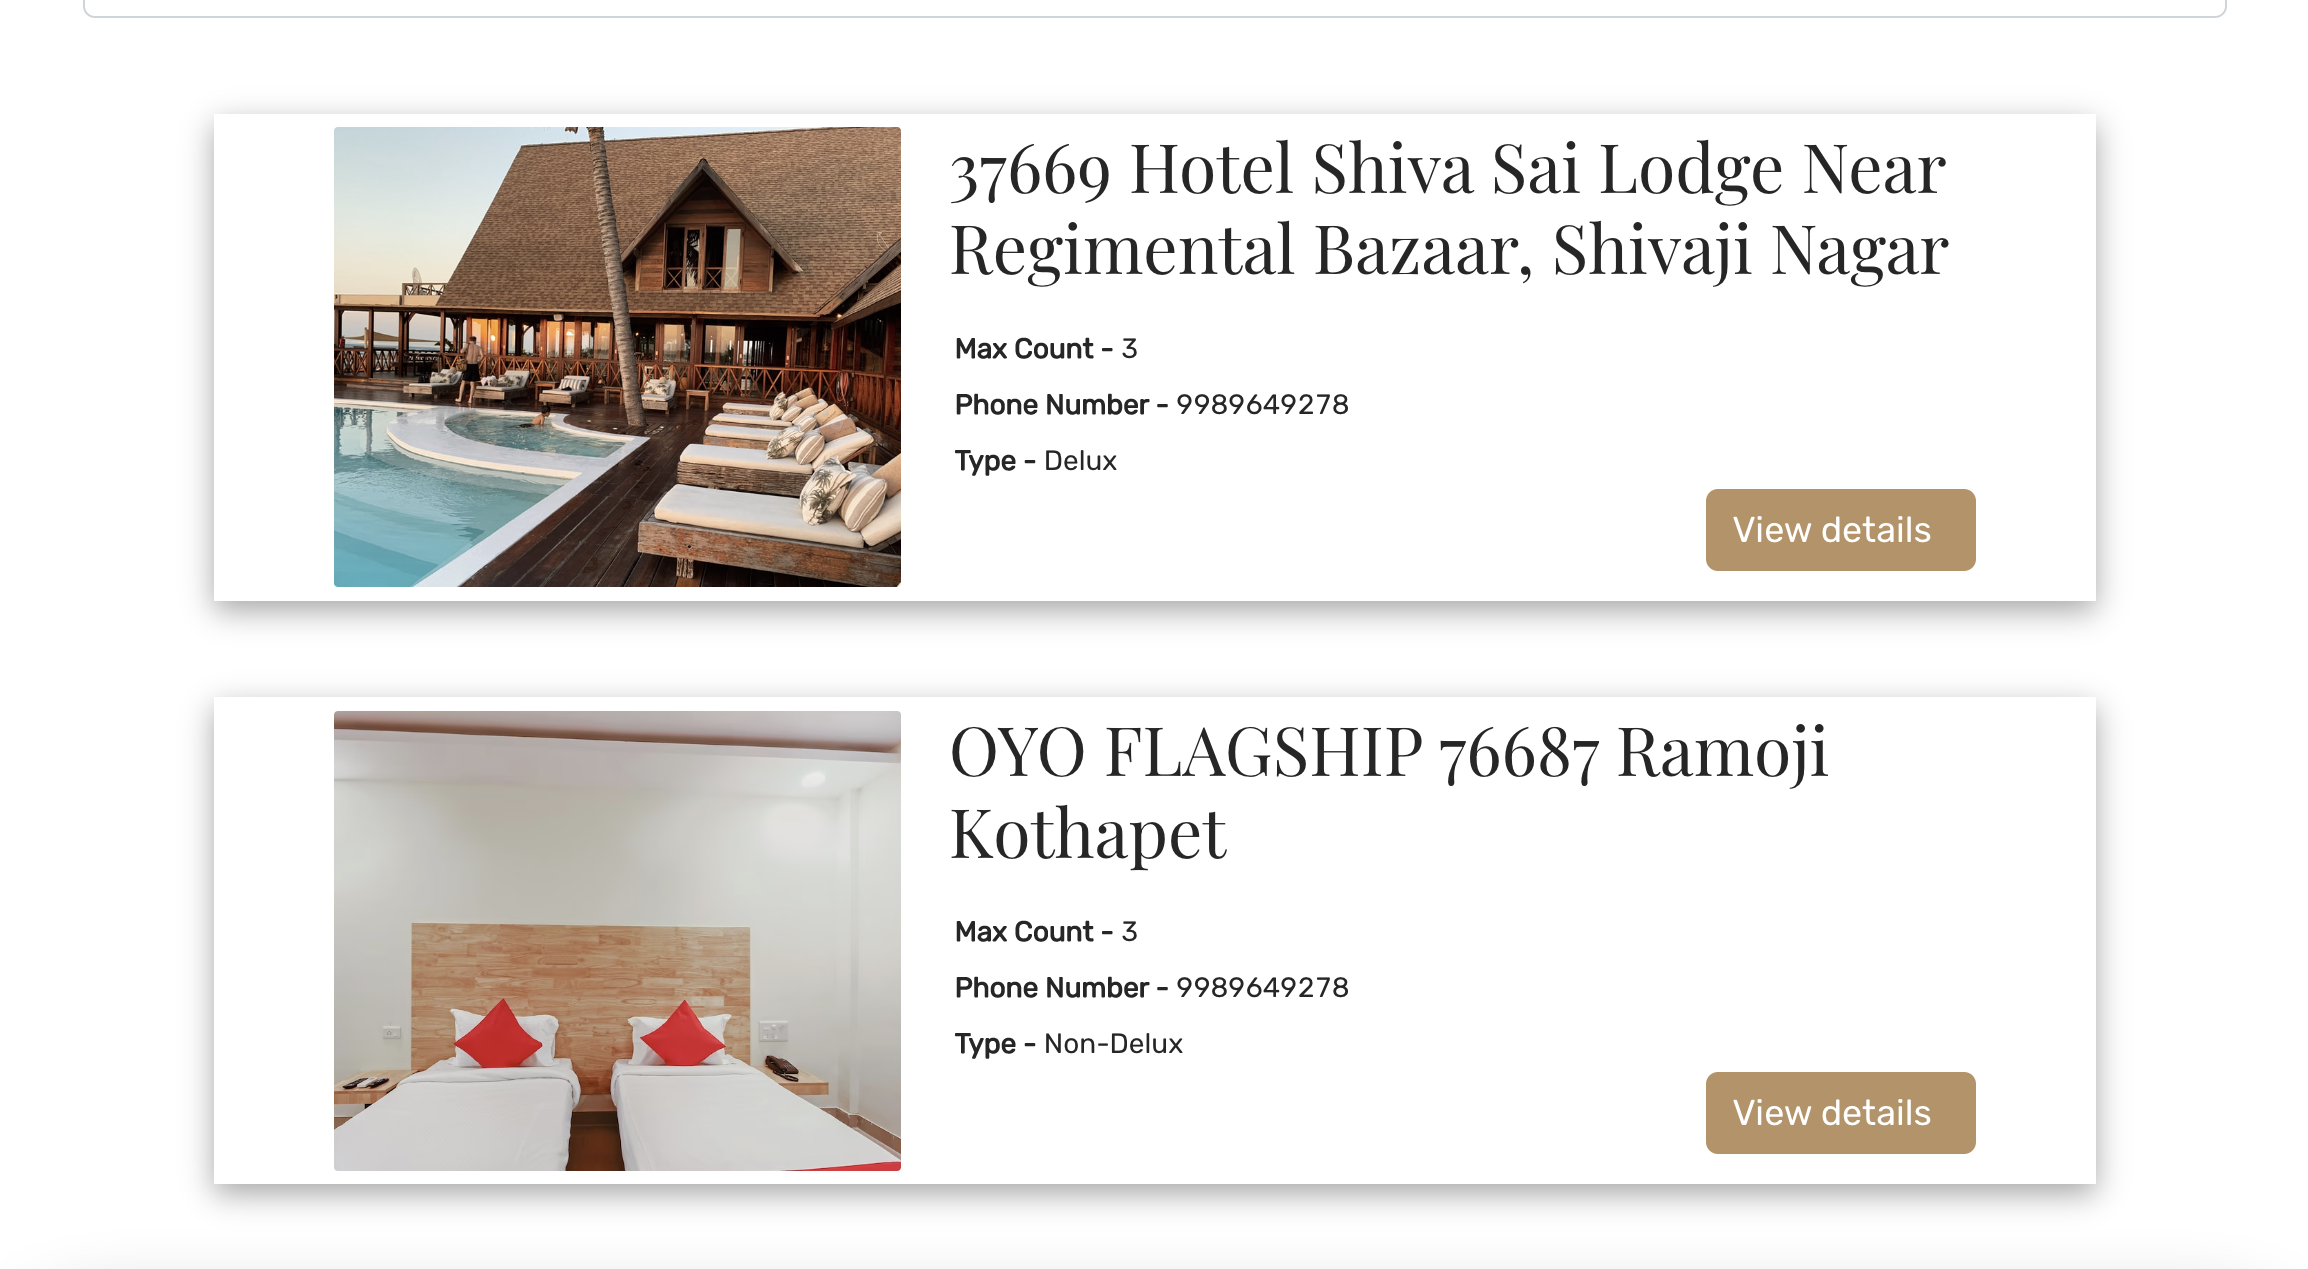 37669 Hotel Shiva Sai Lodge Near
Regimental Bazaar, Shivaji Nagar
Max Count - 3
Phone Number - 9989649278
Type - Delux
View details
OYO FLAGSHIP 76687 Ramoji
Kothapet
Max Count - 3
Phone Number - 9989649278
Type - Non-Delux
View details